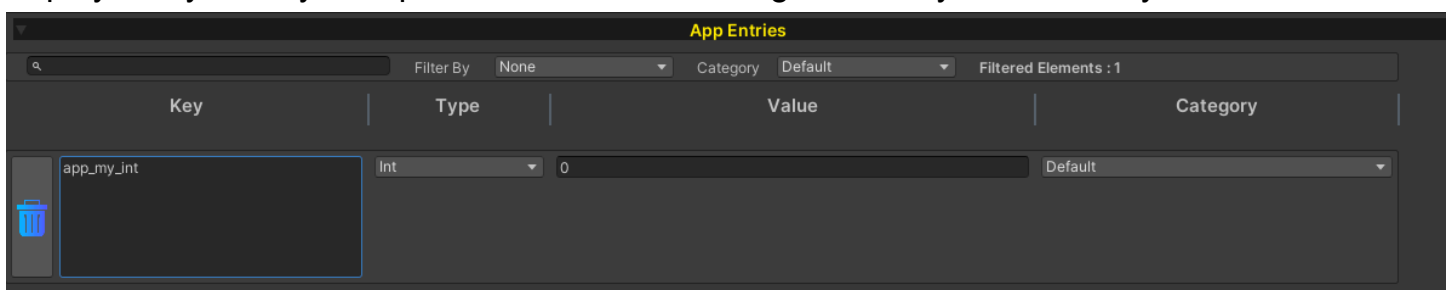 App Entries
Filter By None Category Default Filtered Elements : 1
Key Type Value Category
app_my_int Int 0 Default